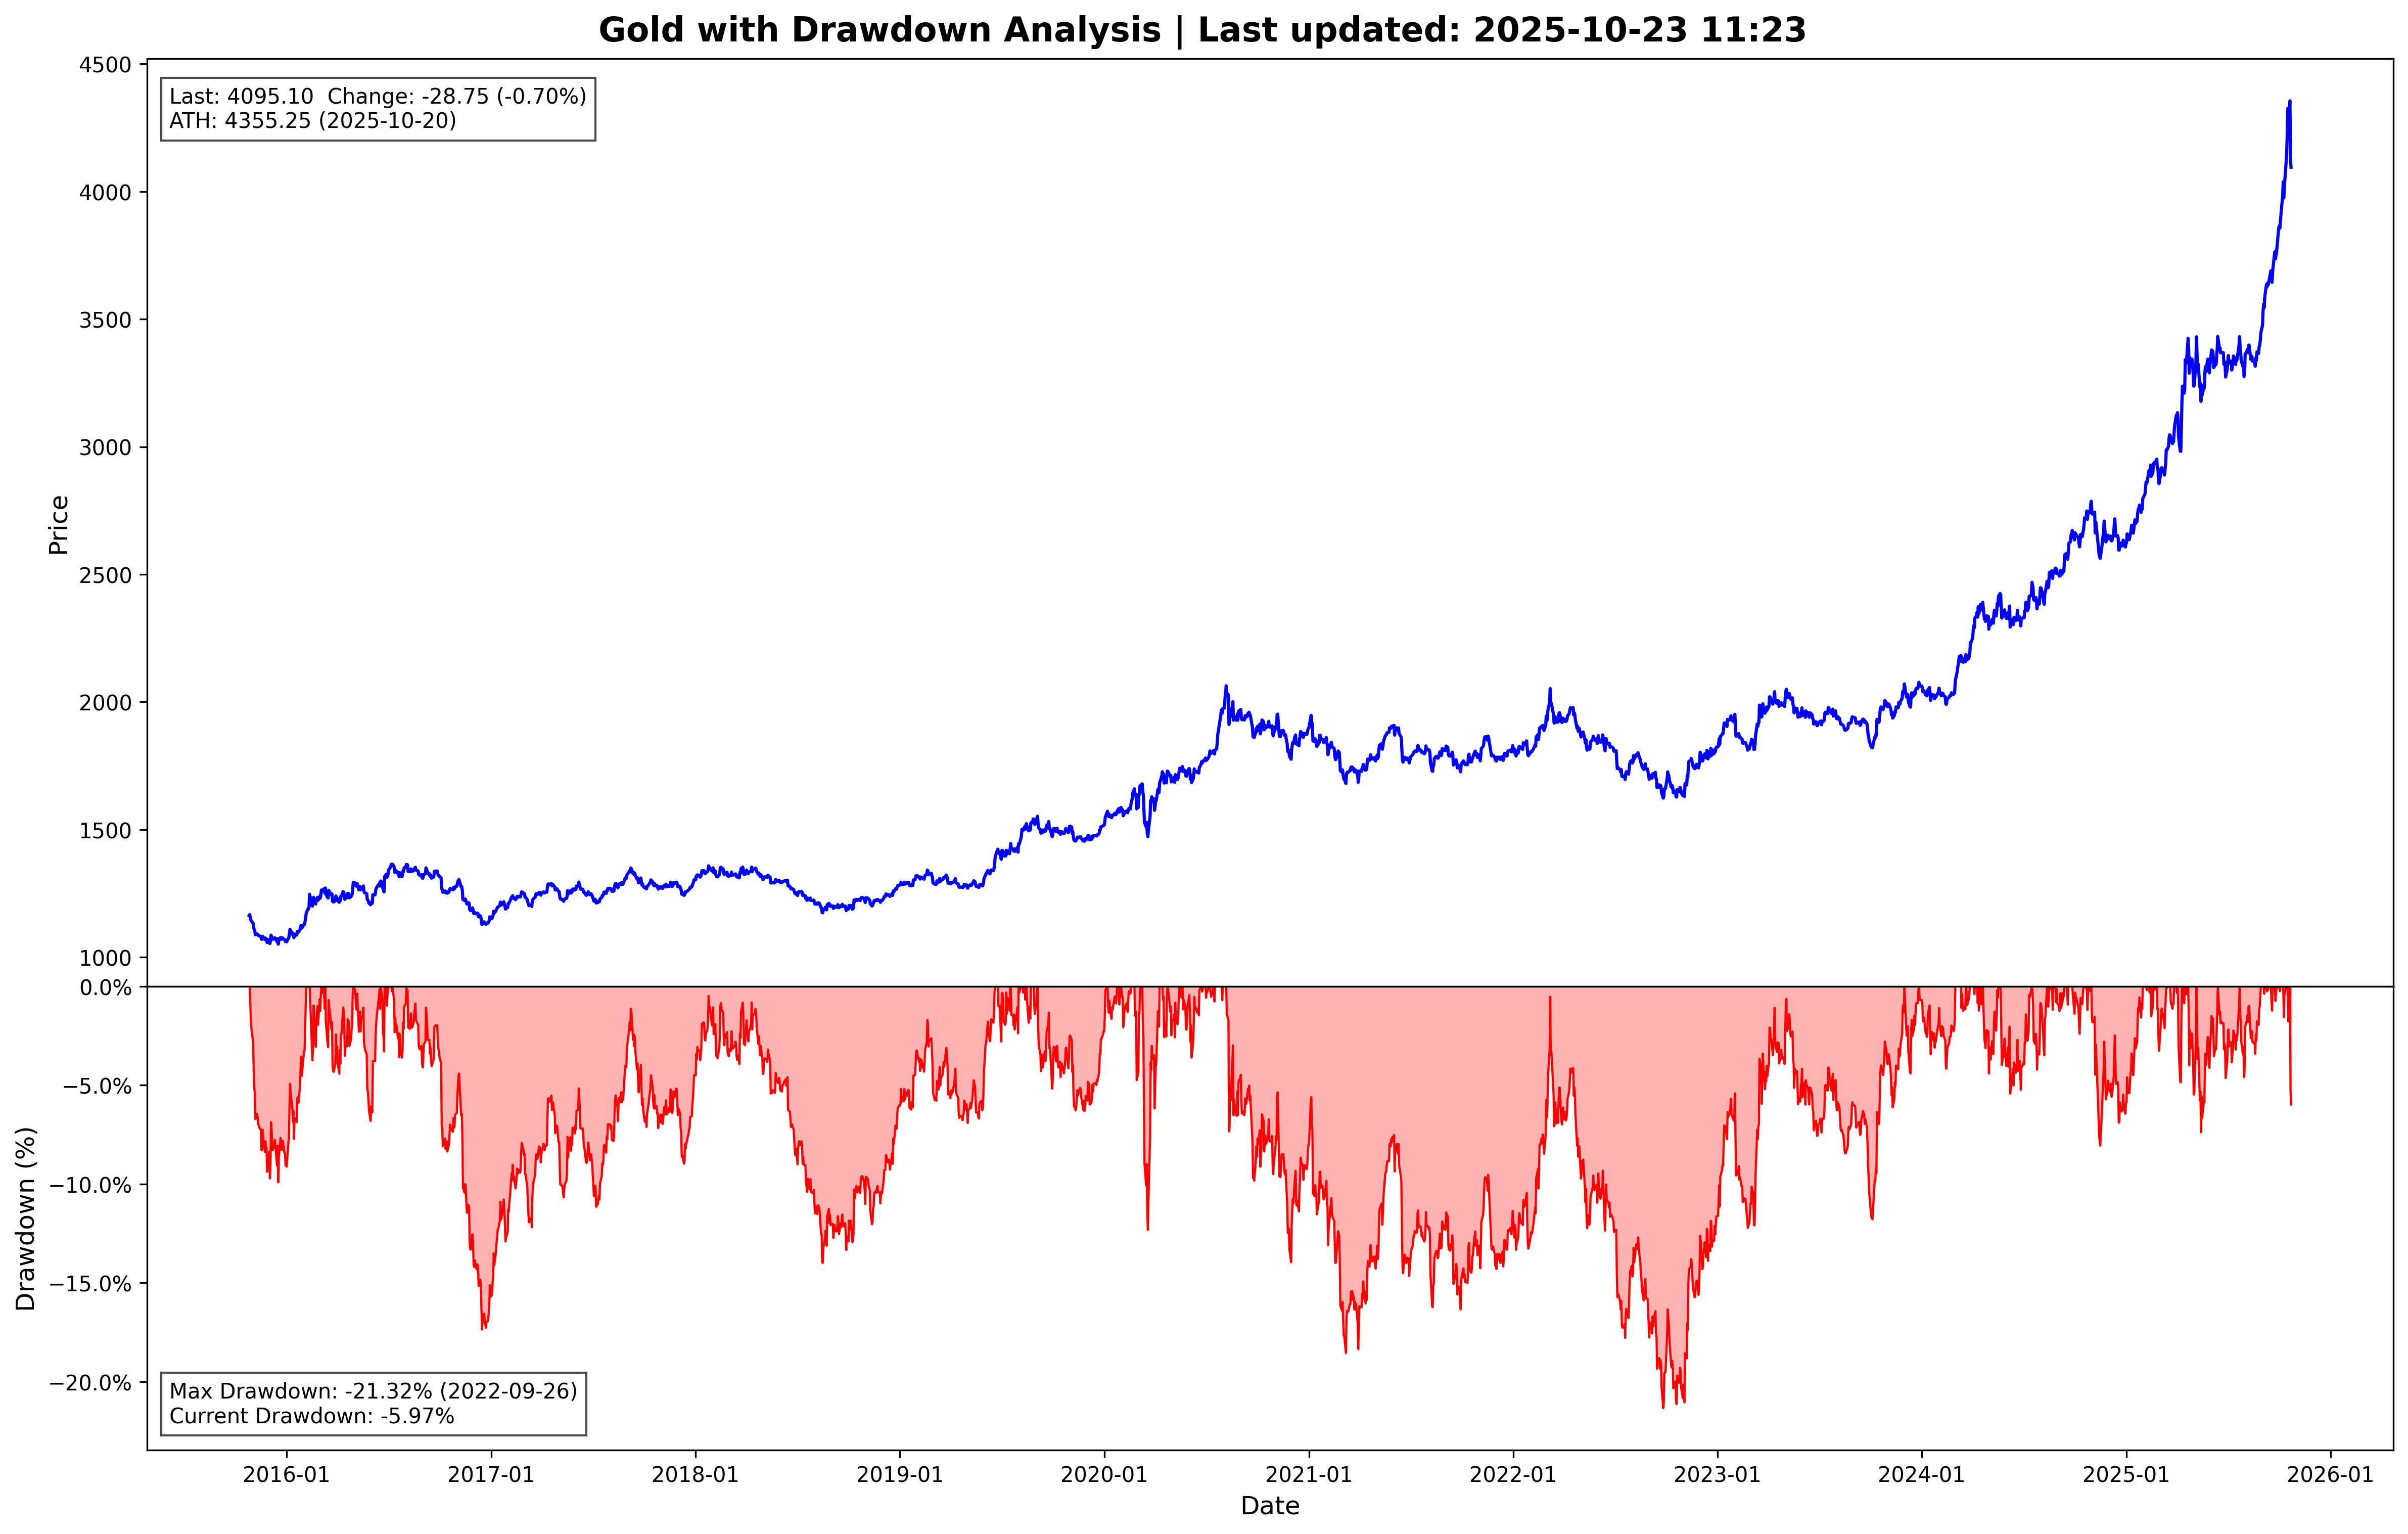 Gold with Drawdown Analysis | Last updated: 2025-10-23 11:23
Last: 4095.10  Change: -28.75 (-0.70%)
ATH: 4355.25 (2025-10-20)
Price
4500
4000
3500
3000
2500
2000
1500
1000
Drawdown (%)
0.0%
−5.0%
−10.0%
−15.0%
−20.0%
Max Drawdown: -21.32% (2022-09-26)
Current Drawdown: -5.97%
2016-01 2017-01 2018-01 2019-01 2020-01 2021-01 2022-01 2023-01 2024-01 2025-01 2026-01
Date